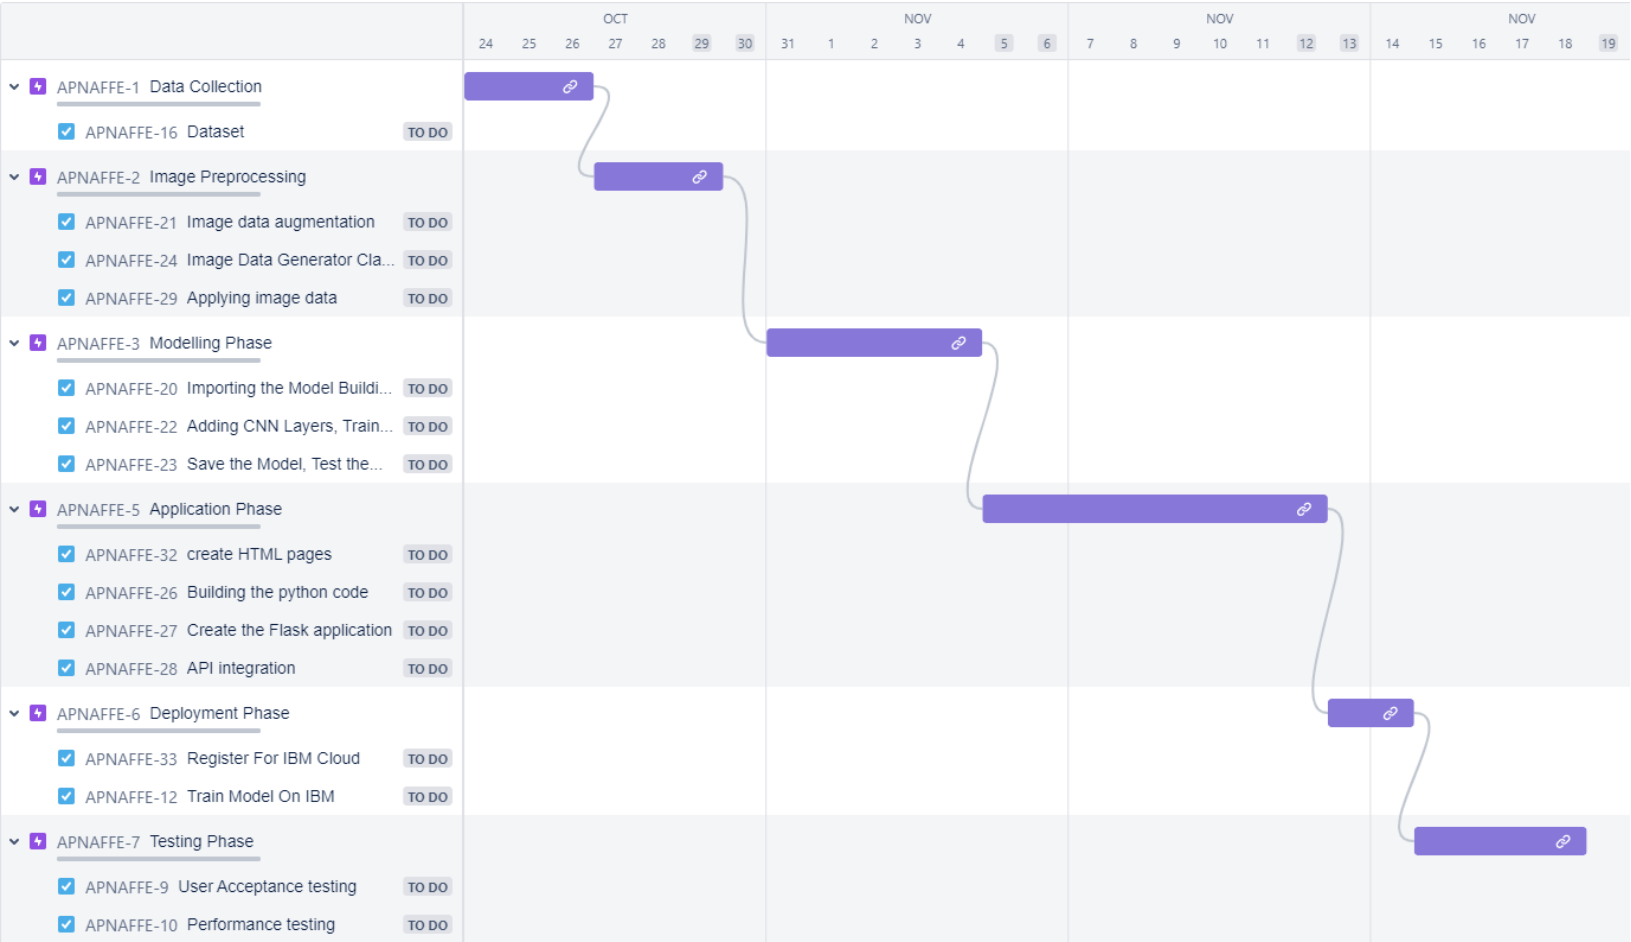 OCT NOV NOV NOV
24 25 26 27 28 29 30 31 1 2 3 4 5 6 7 8 9 10 11 12 13 14 15 16 17 18 19
APNAFFE-1 Data Collection
APNAFFE-16 Dataset TO DO
APNAFFE-2 Image Preprocessing
APNAFFE-21 Image data augmentation TO DO
APNAFFE-24 Image Data Generator Cla... TO DO
APNAFFE-29 Applying image data TO DO
APNAFFE-3 Modelling Phase
APNAFFE-20 Importing the Model Buildi... TO DO
APNAFFE-22 Adding CNN Layers, Train... TO DO
APNAFFE-23 Save the Model, Test the... TO DO
APNAFFE-5 Application Phase
APNAFFE-32 create HTML pages TO DO
APNAFFE-26 Building the python code TO DO
APNAFFE-27 Create the Flask application TO DO
APNAFFE-28 API integration TO DO
APNAFFE-6 Deployment Phase
APNAFFE-33 Register For IBM Cloud TO DO
APNAFFE-12 Train Model On IBM TO DO
APNAFFE-7 Testing Phase
APNAFFE-9 User Acceptance testing TO DO
APNAFFE-10 Performance testing TO DO